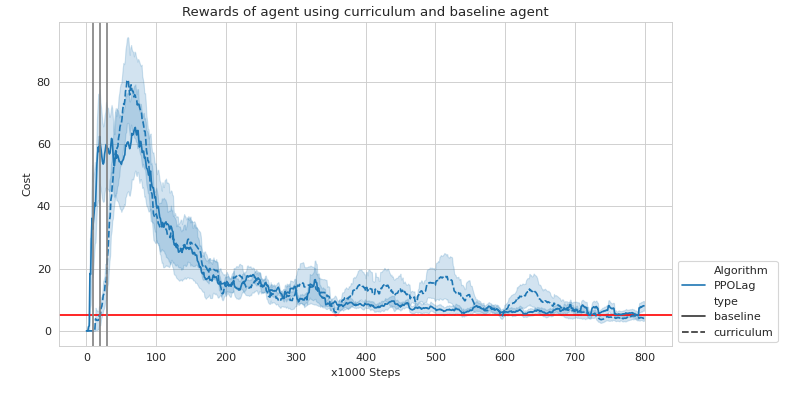 Rewards of agent using curriculum and baseline agent
80
60
40
20
0
Cost
0 100 200 300 400 500 600 700 800
x1000 Steps
Algorithm
PPOLag
type
baseline
curriculum